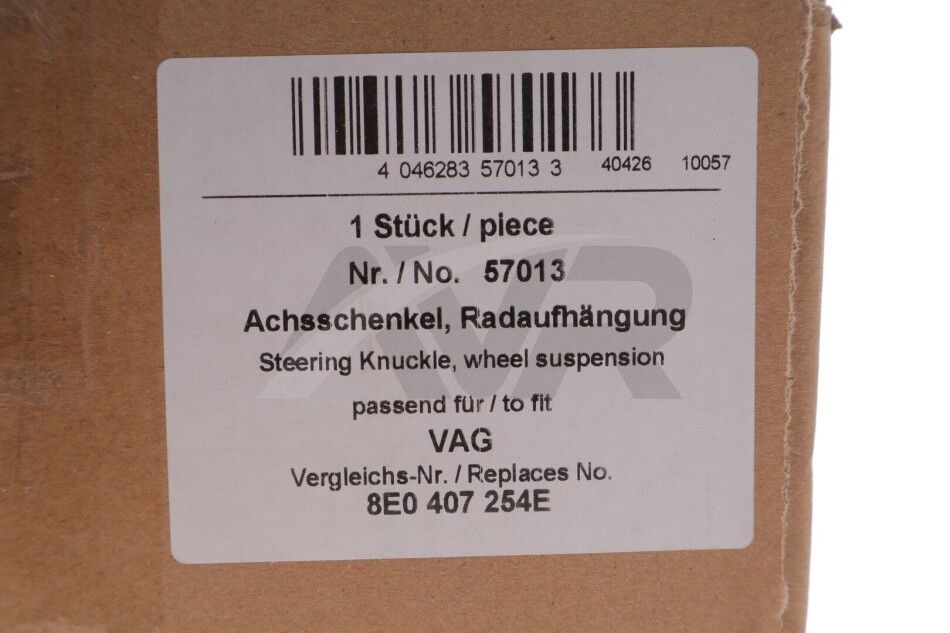 4 046283 57013 3 40426 10057
1 Stück / piece
Nr. / No. 57013
Achsschenkel, Radaufhängung
Steering Knuckle, wheel suspension
passend für / to fit
VAG
Vergleichs-Nr. / Replaces No.
8E0 407 254E
AVR